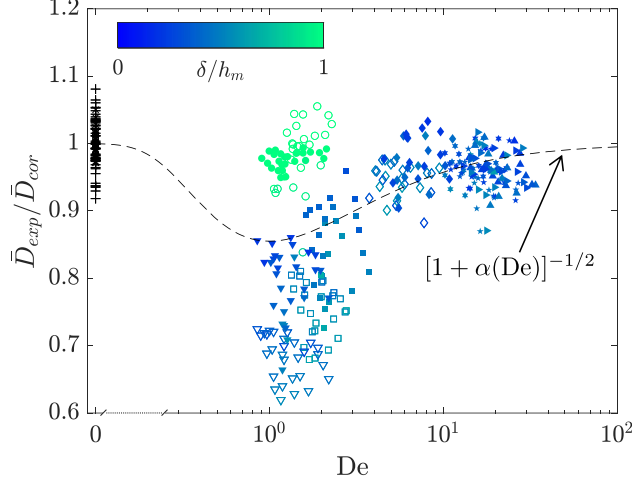 1.2
1.1
1
0.9
0.8
0.7
0.6
D̄exp/D̄cor
0 δ/hm 1
[1 + α(De)]−1/2
0 10⁰ 10¹ 10²
De